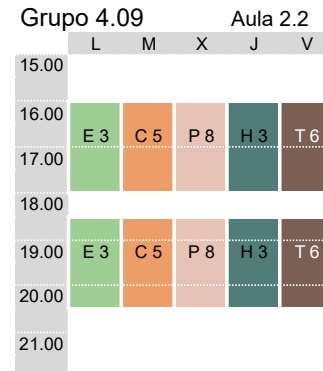 Grupo 4.09 Aula 2.2
L M X J V
15.00
16.00
E 3 C 5 P 8 H 3 T 6
17.00
18.00
19.00 E 3 C 5 P 8 H 3 T 6
20.00
21.00